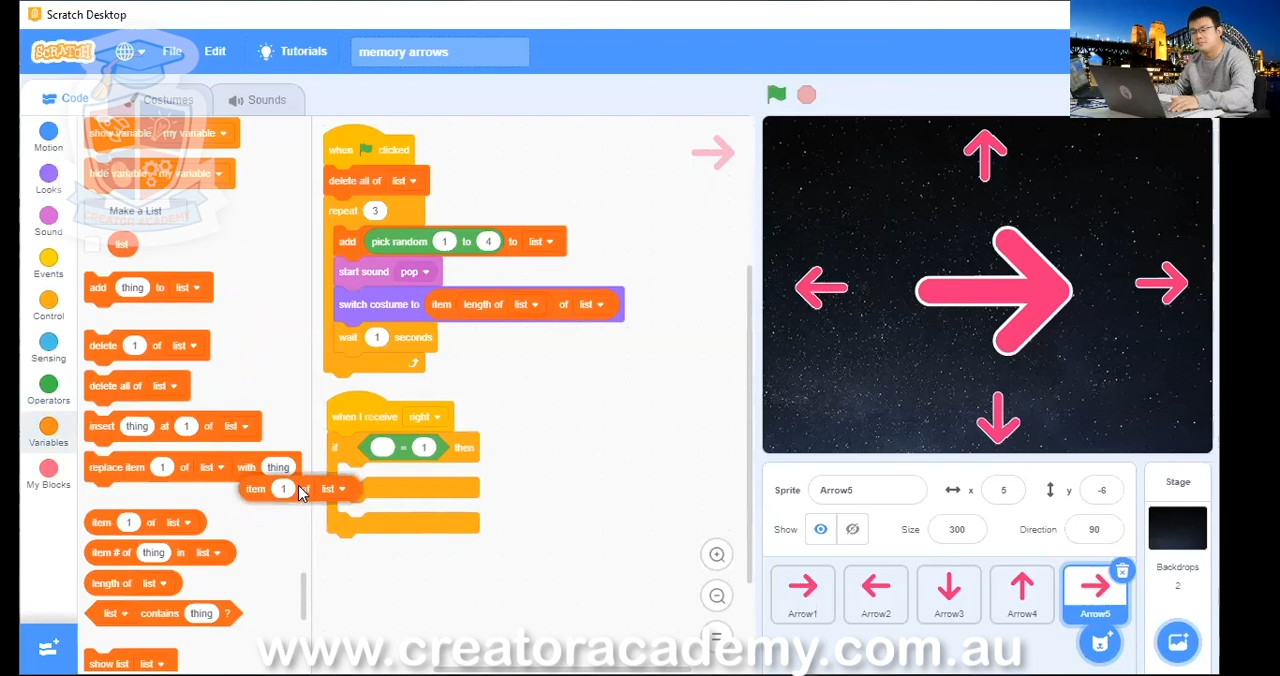 Scratch Desktop
SCRATCH
File
Edit
Tutorials
memory arrows
Code
Costumes
Sounds
Motion
Looks
Sound
Events
Control
Sensing
Operators
Variables
My Blocks
show variable my variable
hide variable my variable
Make a List
CREATOR ACADEMY
list
add thing to list
delete 1 of list
delete all of list
insert thing at 1 of list
replace item 1 of list with thing
item 1 of list
item 1 of list
item # of thing in list
length of list
list contains thing ?
show list list
when clicked
delete all of list
repeat 3
add pick random 1 to 4 to list
start sound pop
switch costume to item length of list of list
wait 1 seconds
when I receive right
if = 1 then
Sprite Arrow5 x 5 y -6
Show Size 300 Direction 90
Arrow1
Arrow2
Arrow3
Arrow4
Arrow5
Stage
Backdrops
2
www.creatoracademy.com.au